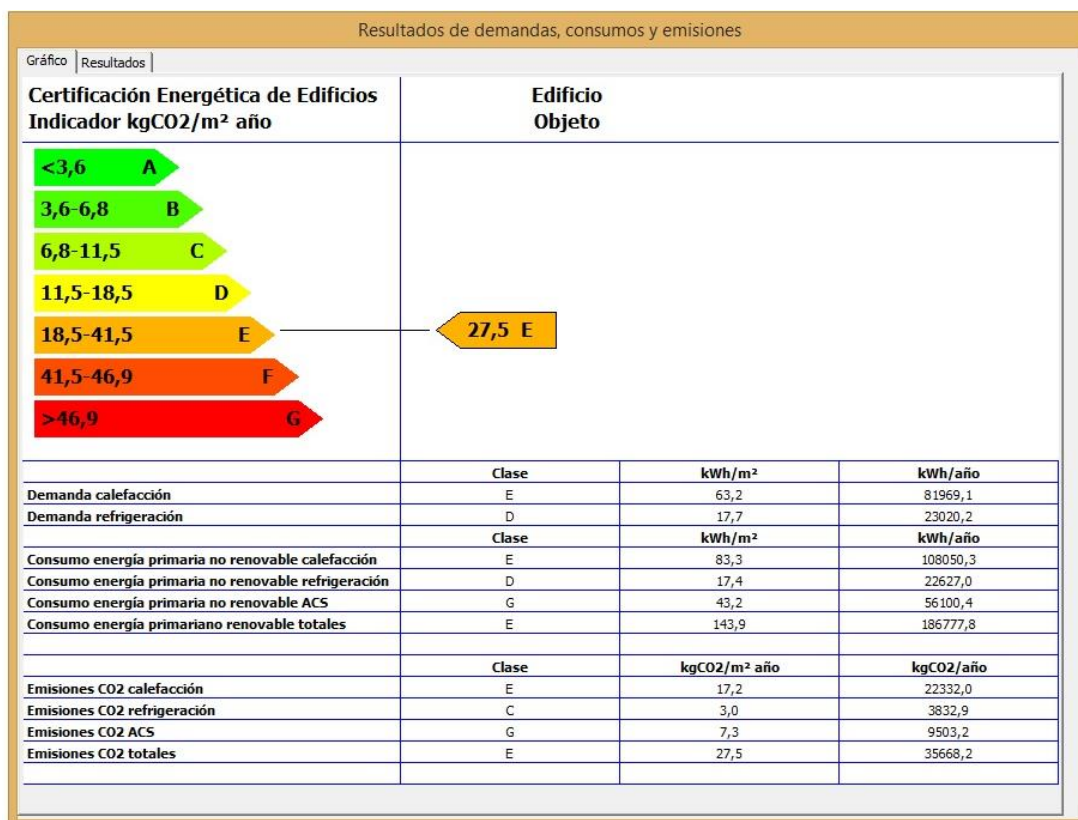 Resultados de demandas, consumos y emisiones
Gráfico Resultados
Certificación Energética de Edificios
Indicador kgCO2/m² año
Edificio
Objeto
<3,6 A
3,6-6,8 B
6,8-11,5 C
11,5-18,5 D
18,5-41,5 E
27,5 E
41,5-46,9 F
>46,9 G
Clase kWh/m² kWh/año
Demanda calefacción E 63,2 81969,1
Demanda refrigeración D 17,7 23020,2
Clase kWh/m² kWh/año
Consumo energía primaria no renovable calefacción E 83,3 108050,3
Consumo energía primaria no renovable refrigeración D 17,4 22627,0
Consumo energía primaria no renovable ACS G 43,2 56100,4
Consumo energía primariano renovable totales E 143,9 186777,8
Clase kgCO2/m² año kgCO2/año
Emisiones CO2 calefacción E 17,2 22332,0
Emisiones CO2 refrigeración C 3,0 3832,9
Emisiones CO2 ACS G 7,3 9503,2
Emisiones CO2 totales E 27,5 35668,2